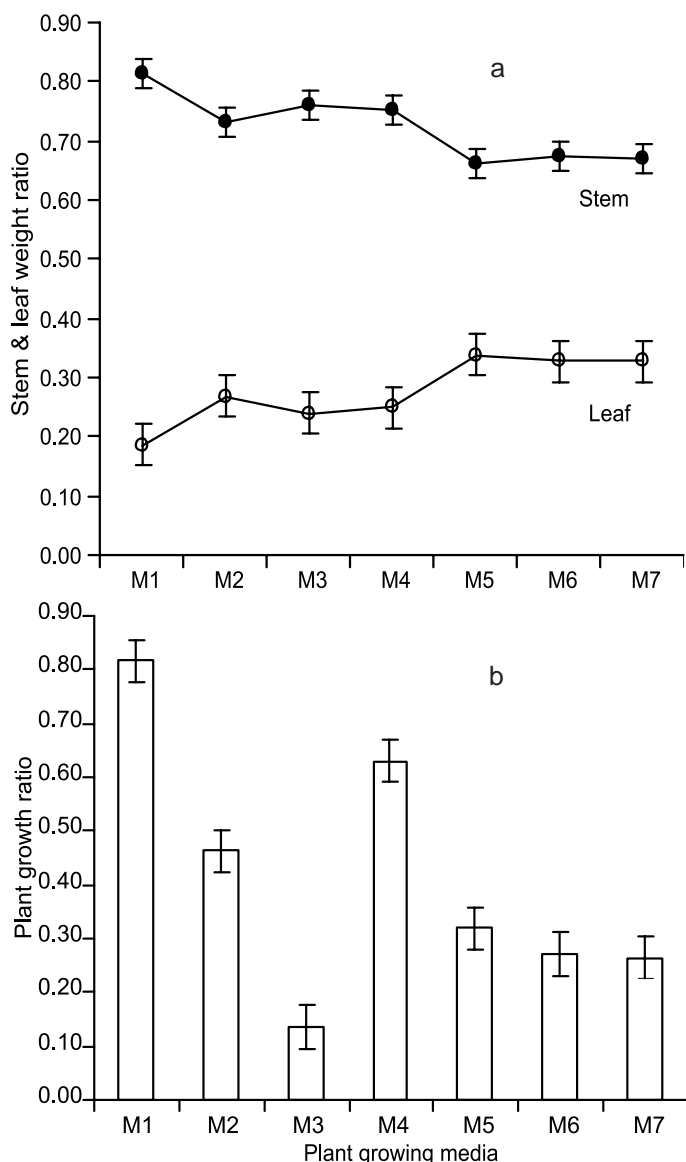 0.90
a
0.80
0.70
Stem
0.60
0.50
0.40
0.30
Leaf
0.20
0.10
0.00
Stem & leaf weight ratio
M1 M2 M3 M4 M5 M6 M7
0.90
b
0.80
0.70
0.60
0.50
0.40
0.30
0.20
0.10
0.00
Plant growth ratio
M1 M2 M3 M4 M5 M6 M7
Plant growing media